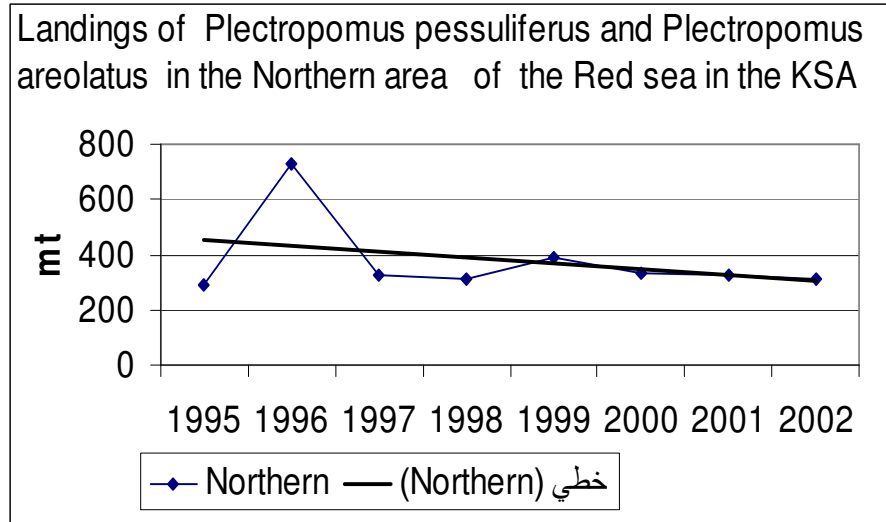 Landings of Plectropomus pessuliferus and Plectropomus
areolatus in the Northern area of the Red sea in the KSA
800
600
400
200
0
mt
1995 1996 1997 1998 1999 2000 2001 2002
Northern
(Northern) خطي